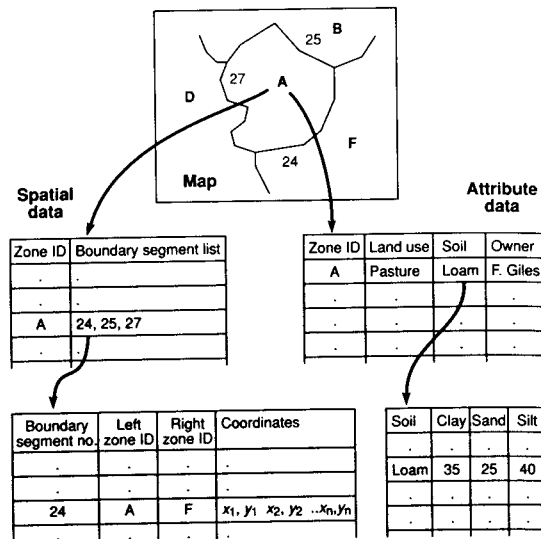 B
25
27
A
D
F
24
Map
Spatial
data
Attribute
data
Zone ID Boundary segment list
. .
. .
A 24, 25, 27
. .
Zone ID Land use Soil Owner
A Pasture Loam F. Giles
. . . .
. . . .
. . . .
Boundary segment no. Left zone ID Right zone ID Coordinates
. . . .
. . . .
24 A F x₁, y₁ x₂, y₂ ..xₙ,yₙ
. . . .
Soil Clay Sand Silt
. . . .
Loam 35 25 40
. . . .
. . . .